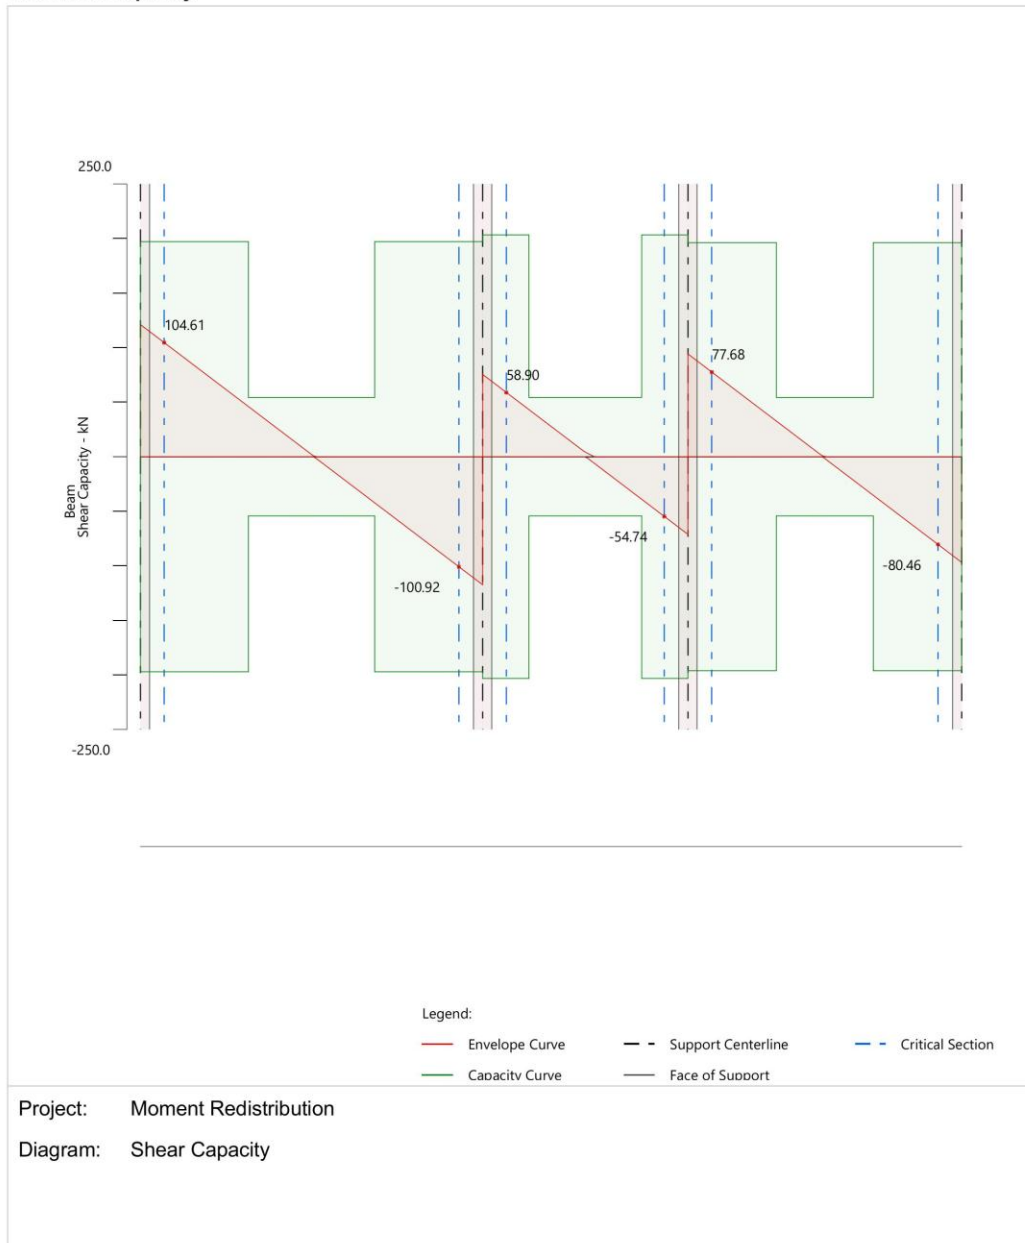 250.0
104.61
77.68
58.90
Beam
Shear Capacity - kN
-54.74
-80.46
-100.92
-250.0
Legend:
Envelope Curve Support Centerline Critical Section
Capacity Curve Face of Support
Project: Moment Redistribution
Diagram: Shear Capacity